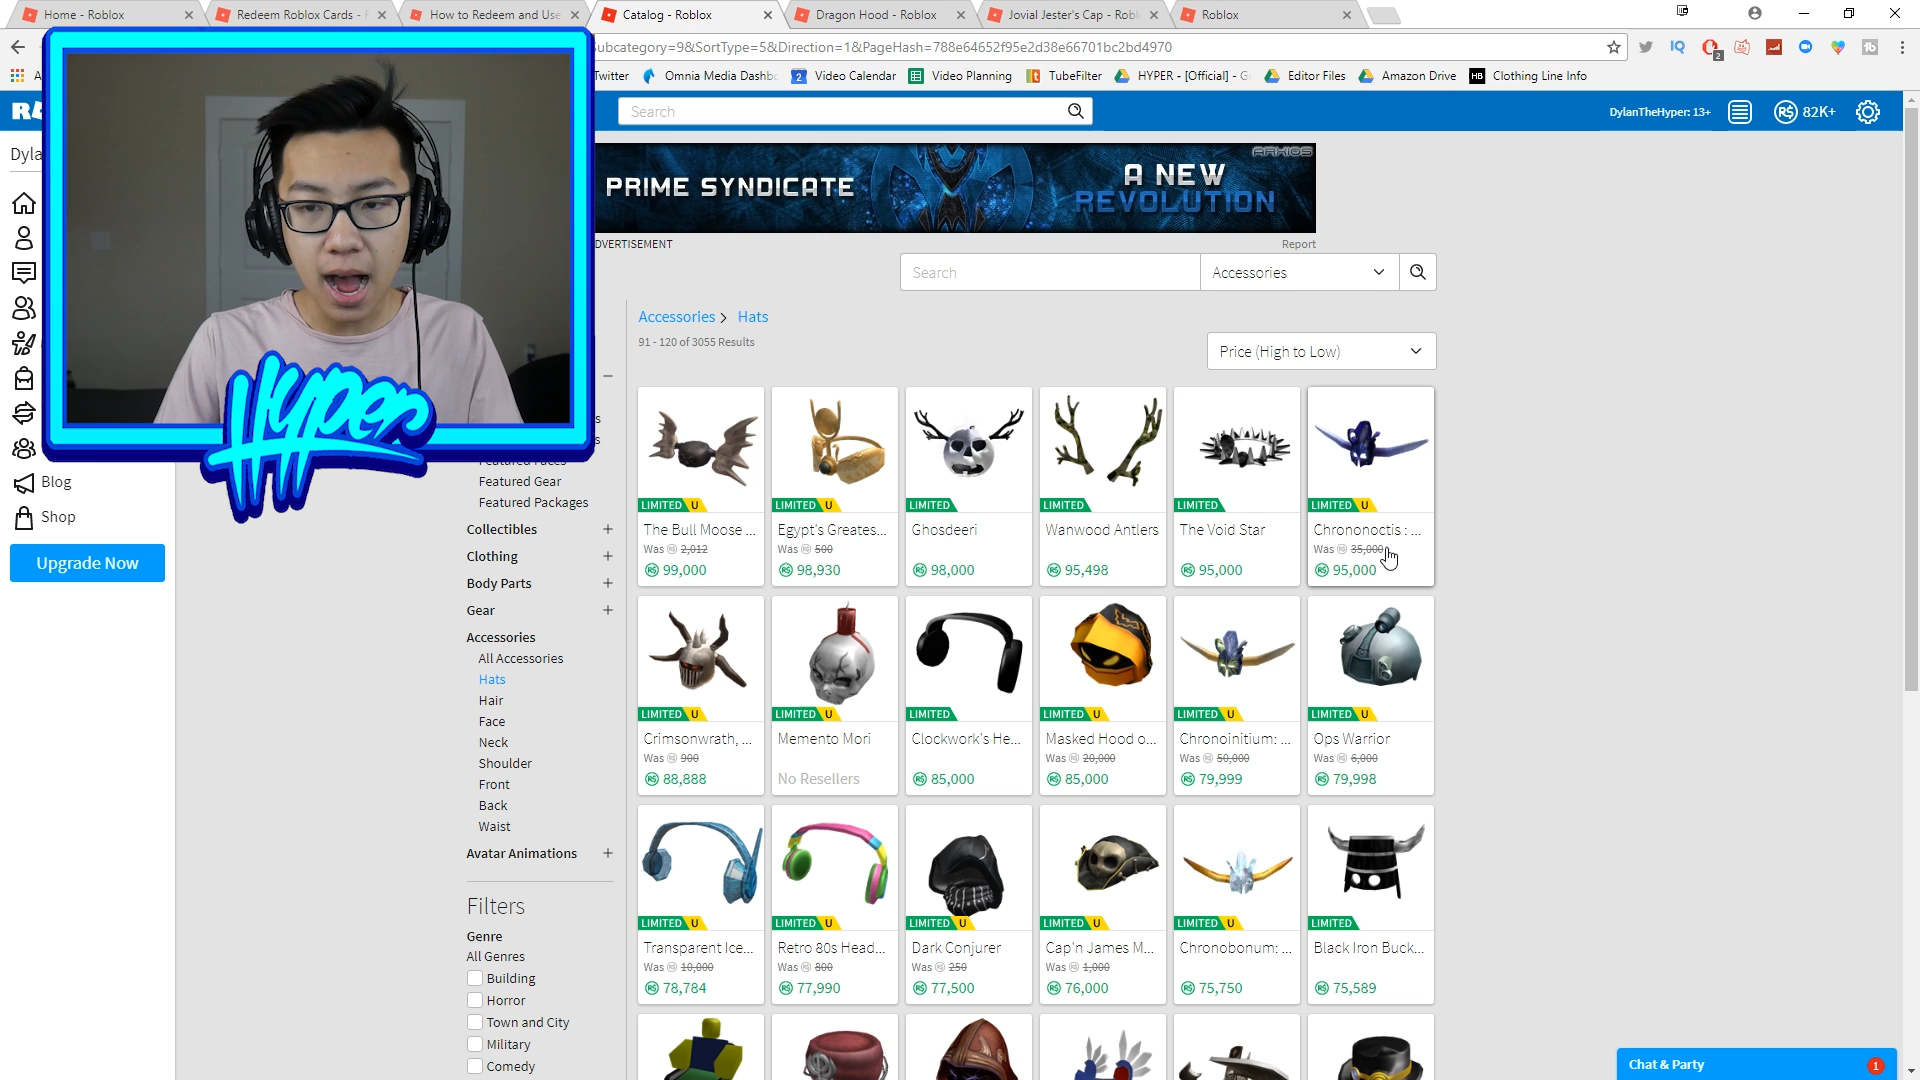 Home - Roblox
Redeem Roblox Cards -
How to Redeem and Use
Catalog - Roblox
Dragon Hood - Roblox
Jovial Jester's Cap - Robl
Roblox
ubcategory=9&SortType=5&Direction=1&PageHash=788e64652f95e2d38e66701bc2bd4970
Twitter
Omnia Media Dashbo
2 Video Calendar
Video Planning
TubeFilter
HYPER - [Official] - G
Editor Files
Amazon Drive
HB Clothing Line Info
Search
DylanTheHyper: 13+
R$ 82K+
Dyla
PRIME SYNDICATE
A NEW
REVOLUTION
ARXIOS
DVERTISEMENT
Report
Search
Accessories
Accessories > Hats
91 - 120 of 3055 Results
Price (High to Low)
Hyper
Blog
Shop
Upgrade Now
Featured Faces
Featured Gear
Featured Packages
Collectibles +
Clothing +
Body Parts +
Gear +
Accessories
All Accessories
Hats
Hair
Face
Neck
Shoulder
Front
Back
Waist
Avatar Animations +
Filters
Genre
All Genres
Building
Horror
Town and City
Military
Comedy
LIMITED U
The Bull Moose ...
Was 2,012
R$ 99,000
LIMITED U
Egypt's Greates...
Was 500
R$ 98,930
LIMITED
Ghosdeeri
R$ 98,000
LIMITED
Wanwood Antlers
R$ 95,498
LIMITED
The Void Star
R$ 95,000
LIMITED U
Chrononoctis : ...
Was 35,000
R$ 95,000
LIMITED U
Crimsonwrath, ...
Was 900
R$ 88,888
LIMITED U
Memento Mori
No Resellers
LIMITED
Clockwork's He...
R$ 85,000
LIMITED U
Masked Hood o...
Was 20,000
R$ 85,000
LIMITED U
Chronoinitium: ...
Was 50,000
R$ 79,999
LIMITED U
Ops Warrior
Was 6,000
R$ 79,998
LIMITED U
Transparent Ice...
Was 10,000
R$ 78,784
LIMITED U
Retro 80s Head...
Was 800
R$ 77,990
LIMITED U
Dark Conjurer
Was 250
R$ 77,500
LIMITED U
Cap'n James M...
Was 1,000
R$ 76,000
LIMITED U
Chronobonum: ...
R$ 75,750
LIMITED
Black Iron Buck...
R$ 75,589
Chat & Party
1